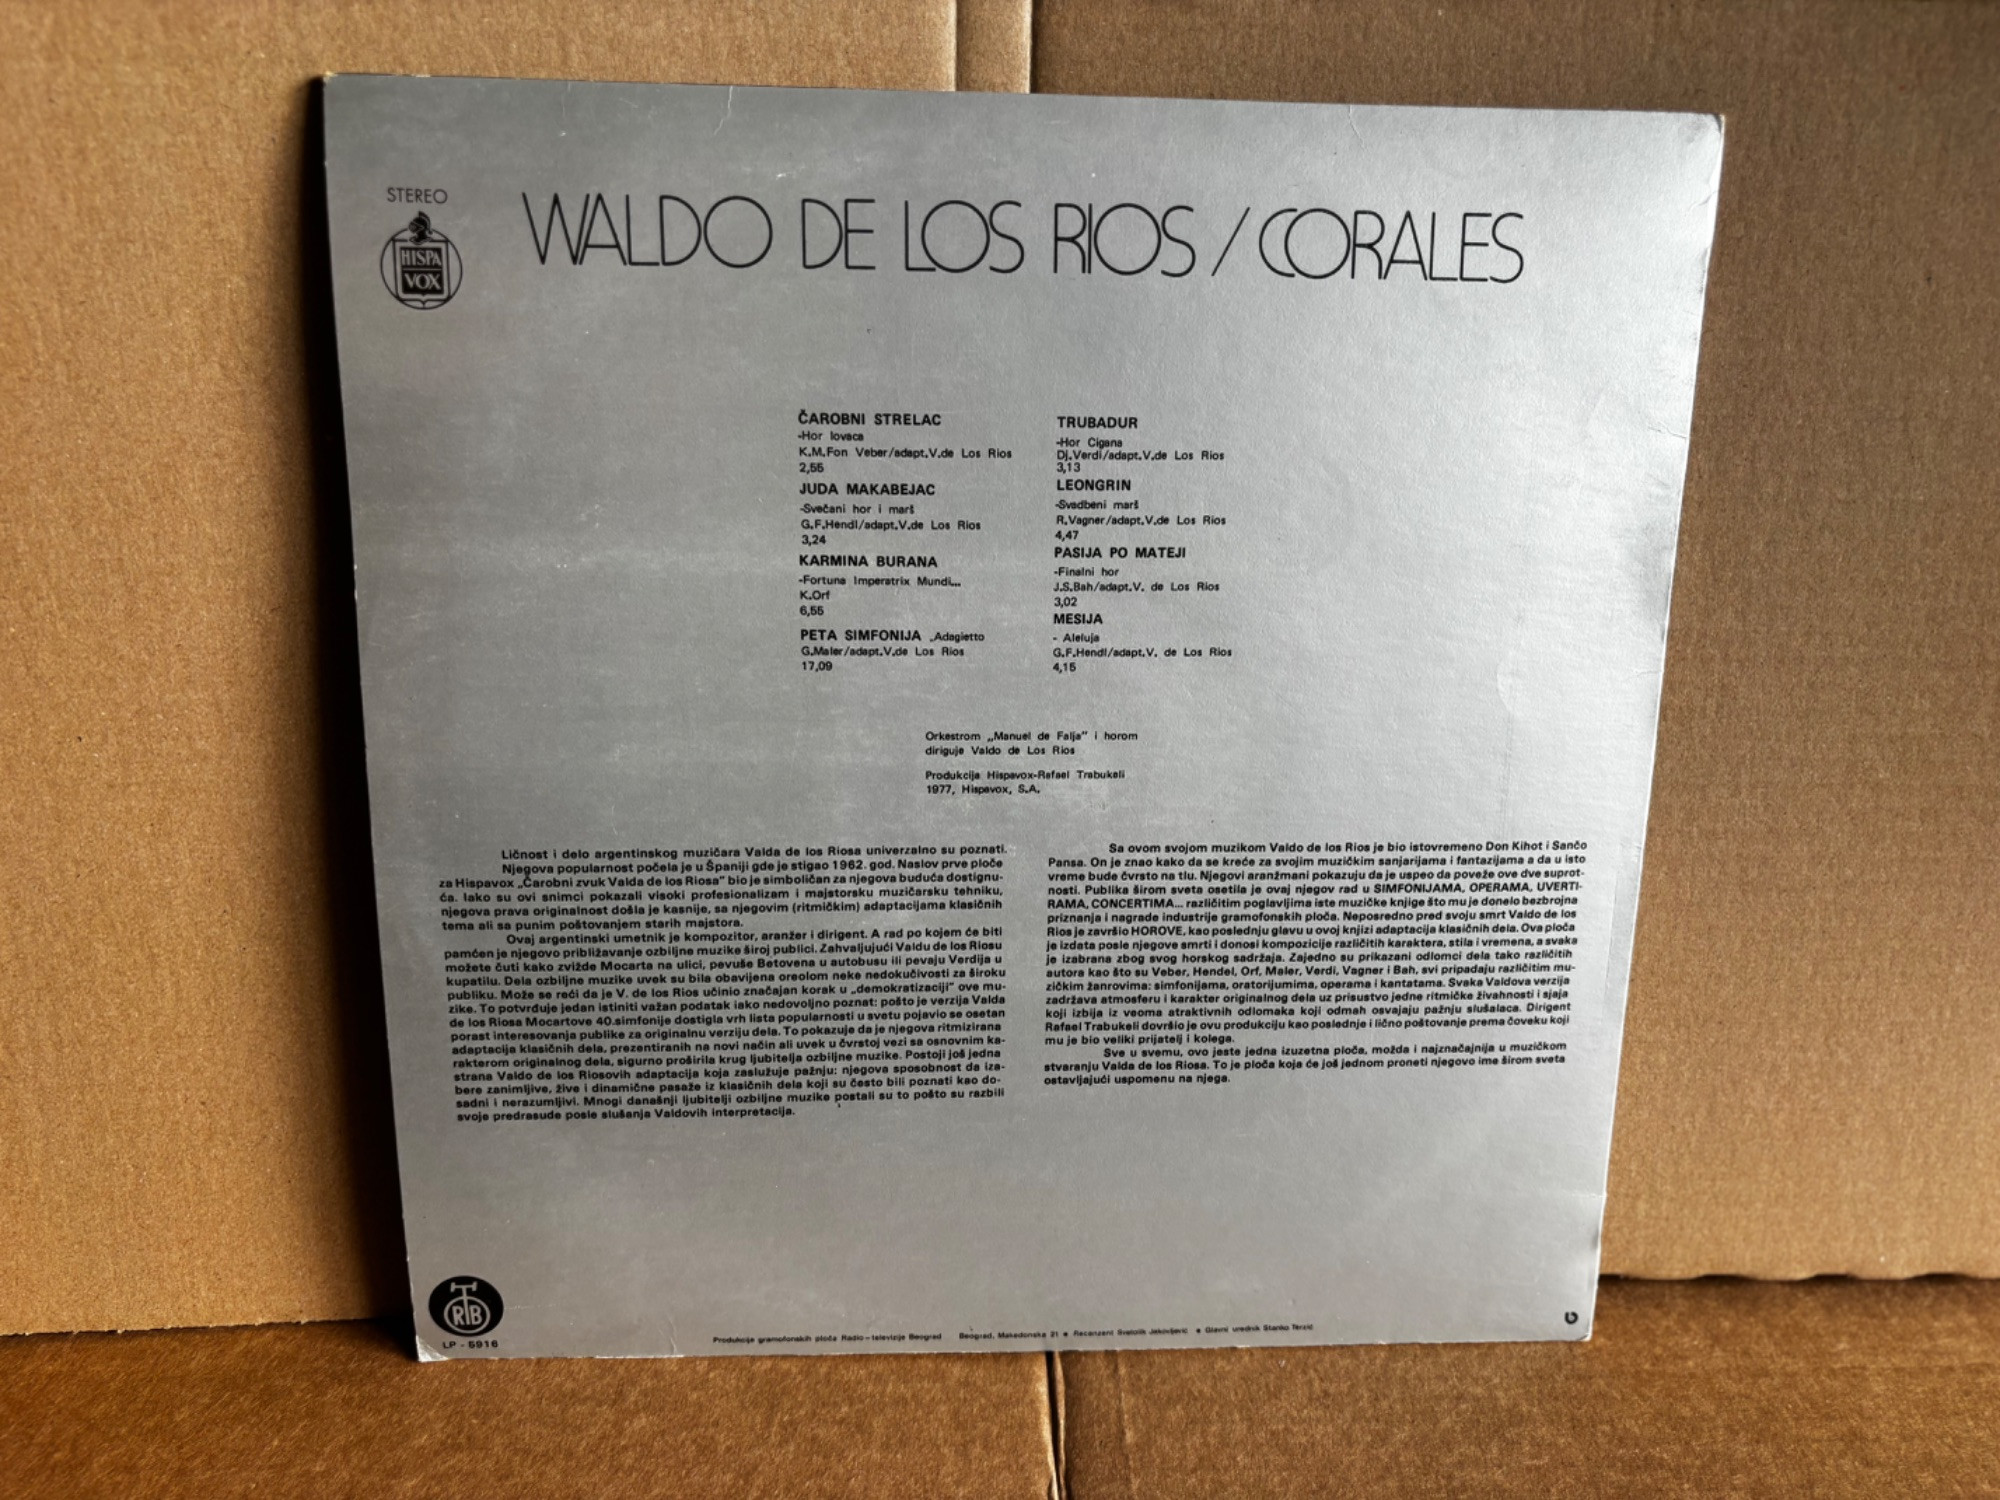 STEREO
HISPA
VOX
WALDO DE LOS RIOS / CORALES
ČAROBNI STRELAC
-Hor lovaca
K.M.Fon Veber/adapt.V.de Los Rios
2,55
JUDA MAKABEJAC
-Svečani hor i marš
G.F.Hendl/adapt.V.de Los Rios
3,24
KARMINA BURANA
-Fortuna Imperatrix Mundi...
K.Orf
6,55
PETA SIMFONIJA „Adagietto
G.Maler/adapt.V.de Los Rios
17,09
TRUBADUR
-Hor Cigana
Dj.Verdi/adapt.V.de Los Rios
3,13
LEONGRIN
-Svadbeni marš
R.Vagner/adapt.V.de Los Rios
4,47
PASIJA PO MATEJI
-Finalni hor
J.S.Bah/adapt.V. de Los Rios
3,02
MESIJA
- Aleluja
G.F.Hendl/adapt.V. de Los Rios
4,15
Orkestrom „Manuel de Falja" i horom
diriguje Valdo de Los Rios
Produkcija Hispavox-Rafael Trabukeli
1977, Hispavox, S.A.
Ličnost i delo argentinskog muzičara Valda de los Riosa univerzalno su poznati.
Njegova popularnost počela je u Španiji gde je stigao 1962. god. Naslov prve ploče
za Hispavox „Čarobni zvuk Valda de los Riosa" bio je simboličan za njegova buduća dostignu-
ća. Iako su ovi snimci pokazali visoki profesionalizam i majstorsku muzičarsku tehniku,
njegova prava originalnost došla je kasnije, sa njegovim (ritmičkim) adaptacijama klasičnih
tema ali sa punim poštovanjem starih majstora.
Ovaj argentinski umetnik je kompozitor, aranžer i dirigent. A rad po kojem će biti
pamćen je njegovo približavanje ozbiljne muzike široj publici. Zahvaljujući Valdu de los Riosu
možete čuti kako zvižde Mocarta na ulici, pevuše Betovena u autobusu ili pevaju Verdija u
kupatilu. Dela ozbiljne muzike uvek su bila obavijena oreolom neke nedokučivosti za široku
publiku. Može se reći da je V. de los Rios učinio značajan korak u „demokratizaciji" ove mu-
zike. To potvrđuje jedan istiniti važan podatak iako nedovoljno poznat: pošto je verzija Valda
de los Riosa Mocartove 40.simfonije dostigla vrh lista popularnosti u svetu pojavio se osetan
porast interesovanja publike za originalnu verziju dela. To pokazuje da je njegova ritmizirana
adaptacija klasičnih dela, prezentiranih na novi način ali uvek u čvrstoj vezi sa osnovnim ka-
rakterom originalnog dela, sigurno proširila krug ljubitelja ozbiljne muzike. Postoji još jedna
strana Valdo de los Riosovih adaptacija koja zaslužuje pažnju: njegova sposobnost da iza-
bere zanimljive, žive i dinamične pasaže iz klasičnih dela koji su često bili poznati kao do-
sadni i nerazumljivi. Mnogi današnji ljubitelji ozbiljne muzike postali su to pošto su razbili
svoje predrasude posle slušanja Valdovih interpretacija.
Sa ovom svojom muzikom Valdo de los Rios je bio istovremeno Don Kihot i Sančo
Pansa. On je znao kako da se kreće za svojim muzičkim sanjarijama i fantazijama a da u isto
vreme bude čvrsto na tlu. Njegovi aranžmani pokazuju da je uspeo da poveže ove dve suprot-
nosti. Publika širom sveta osetila je ovaj njegov rad u SIMFONIJAMA, OPERAMA, UVERTI-
RAMA, CONCERTIMA... različitim poglavljima iste muzičke knjige što mu je donelo bezbrojna
priznanja i nagrade industrije gramofonskih ploča. Neposredno pred svoju smrt Valdo de los
Rios je završio HOROVE, kao poslednju glavu u ovoj knjizi adaptacija klasičnih dela. Ova ploča
je izdata posle njegove smrti i donosi kompozicije različitih karaktera, stila i vremena, a svaka
je izabrana zbog svog horskog sadržaja. Zajedno su prikazani odlomci dela tako različitih
autora kao što su Veber, Hendel, Orf, Maler, Verdi, Vagner i Bah, svi pripadaju različitim mu-
zičkim žanrovima: simfonijama, oratorijumima, operama i kantatama. Svaka Valdova verzija
zadržava atmosferu i karakter originalnog dela uz prisustvo jedne ritmičke živahnosti i sjaja
koji izbija iz veoma atraktivnih odlomaka koji odmah osvajaju pažnju slušalaca. Dirigent
Rafael Trabukeli dovršio je ovu produkciju kao poslednje i lično poštovanje prema čoveku koji
mu je bio veliki prijatelj i kolega.
Sve u svemu, ovo jeste jedna izuzetna ploča, možda i najznačajnija u muzičkom
stvaranju Valda de los Riosa. To je ploča koja će još jednom proneti njegovo ime širom sveta
ostavljajući uspomenu na njega.
RTB
LP - 5916
Produkcija gramofonskih ploča Radio-televizije Beograd Beograd, Makedonska 21 • Recenzent Svetolik Jakovljević • Glavni urednik Stanko Terzić